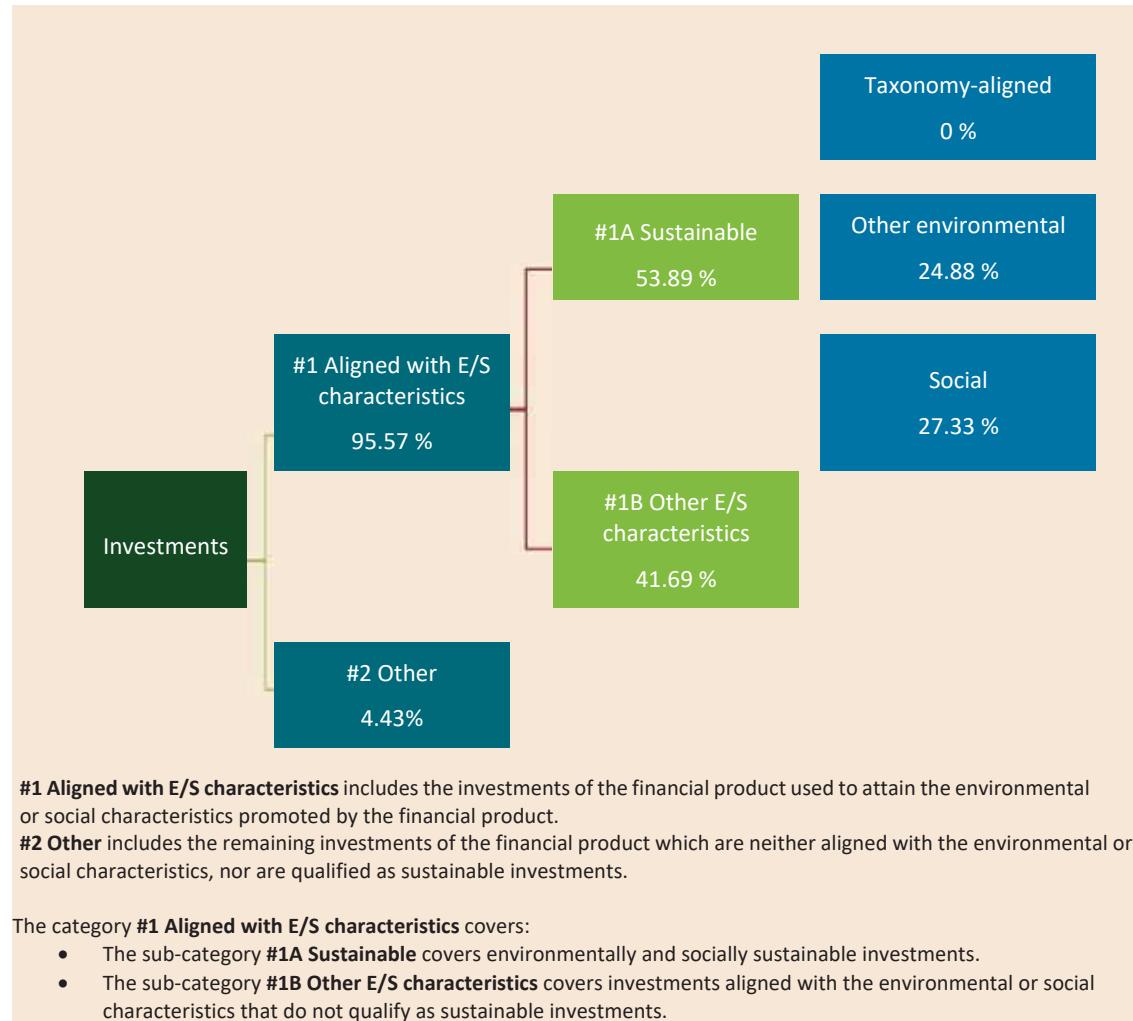 Taxonomy-aligned
0 %
#1A Sustainable
53.89 %
Other environmental
24.88 %
#1 Aligned with E/S
characteristics
95.57 %
Social
27.33 %
Investments
#1B Other E/S
characteristics
41.69 %
#2 Other
4.43%
#1 Aligned with E/S characteristics includes the investments of the financial product used to attain the environmental
or social characteristics promoted by the financial product.
#2 Other includes the remaining investments of the financial product which are neither aligned with the environmental or
social characteristics, nor are qualified as sustainable investments.
The category #1 Aligned with E/S characteristics covers:
• The sub-category #1A Sustainable covers environmentally and socially sustainable investments.
• The sub-category #1B Other E/S characteristics covers investments aligned with the environmental or social
characteristics that do not qualify as sustainable investments.